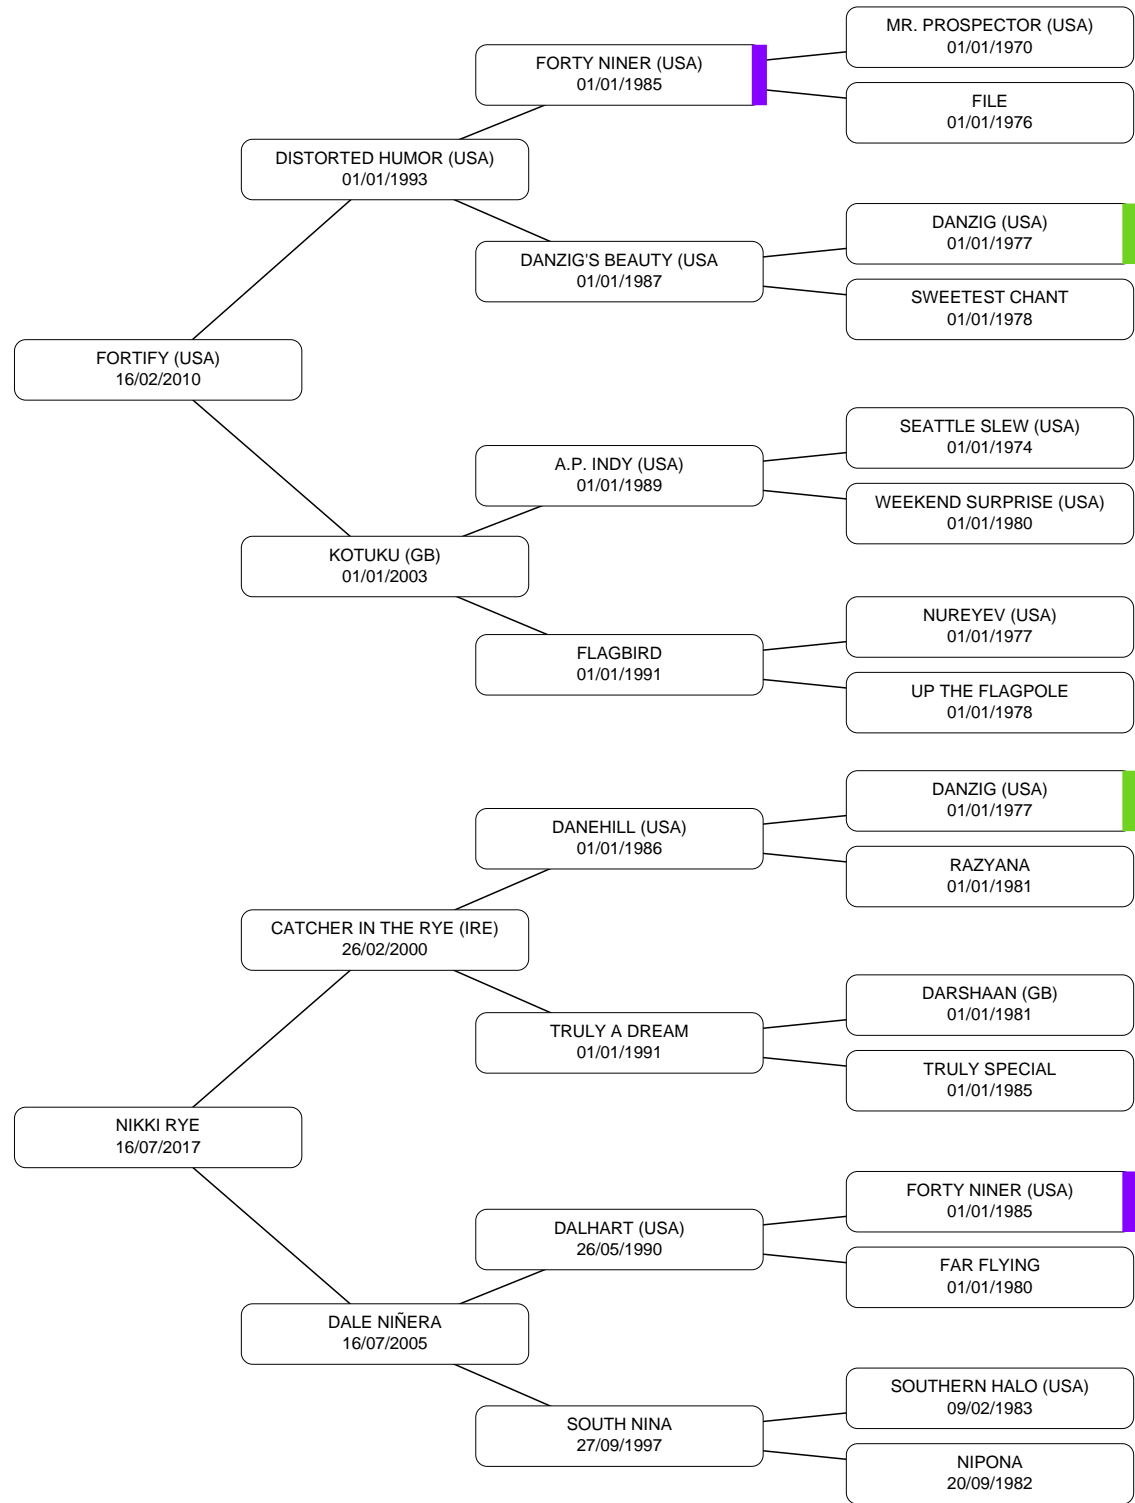 MR. PROSPECTOR (USA)
01/01/1970
FORTY NINER (USA)
01/01/1985
FILE
01/01/1976
DISTORTED HUMOR (USA)
01/01/1993
DANZIG (USA)
01/01/1977
DANZIG'S BEAUTY (USA
01/01/1987
SWEETEST CHANT
01/01/1978
FORTIFY (USA)
16/02/2010
SEATTLE SLEW (USA)
01/01/1974
A.P. INDY (USA)
01/01/1989
WEEKEND SURPRISE (USA)
01/01/1980
KOTUKU (GB)
01/01/2003
NUREYEV (USA)
01/01/1977
FLAGBIRD
01/01/1991
UP THE FLAGPOLE
01/01/1978
DANZIG (USA)
01/01/1977
DANEHILL (USA)
01/01/1986
RAZYANA
01/01/1981
CATCHER IN THE RYE (IRE)
26/02/2000
DARSHAAN (GB)
01/01/1981
TRULY A DREAM
01/01/1991
TRULY SPECIAL
01/01/1985
NIKKI RYE
16/07/2017
FORTY NINER (USA)
01/01/1985
DALHART (USA)
26/05/1990
FAR FLYING
01/01/1980
DALE NIÑERA
16/07/2005
SOUTHERN HALO (USA)
09/02/1983
SOUTH NINA
27/09/1997
NIPONA
20/09/1982